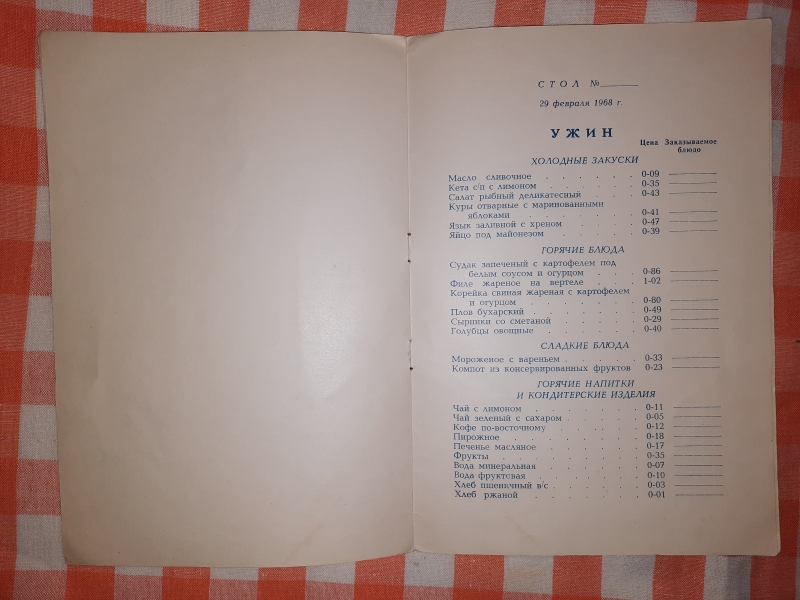 СТОЛ № ______
29 февраля 1968 г.
УЖИН
Цена Заказываемое блюдо
ХОЛОДНЫЕ ЗАКУСКИ
Масло сливочное . . . . . 0-09
Кета с/п с лимоном . . . . . 0-35
Салат рыбный деликатесный . . . 0-43
Куры отварные с маринованными
яблоками . . . . . . . 0-41
Язык заливной с хреном . . . . 0-47
Яйцо под майонезом . . . . . 0-39
ГОРЯЧИЕ БЛЮДА
Судак запеченый с картофелем под
белым соусом и огурцом . . . 0-86
Филе жареное на вертеле . . . 1-02
Корейка свиная жареная с картофелем
и огурцом . . . . . . . 0-80
Плов бухарский . . . . . . 0-49
Сырники со сметаной . . . . . 0-29
Голубцы овощные . . . . . . 0-40
СЛАДКИЕ БЛЮДА
Мороженое с вареньем . . . . . 0-33
Компот из консервированных фруктов 0-23
ГОРЯЧИЕ НАПИТКИ
И КОНДИТЕРСКИЕ ИЗДЕЛИЯ
Чай с лимоном . . . . . . 0-11
Чай зеленый с сахаром . . . . 0-05
Кофе по-восточному . . . . . 0-12
Пирожное . . . . . . . 0-18
Печенье масляное . . . . . 0-17
Фрукты . . . . . . . . 0-35
Вода минеральная . . . . . 0-07
Вода фруктовая . . . . . . 0-10
Хлеб пшеничный в/с . . . . . 0-03
Хлеб ржаной . . . . . . 0-01